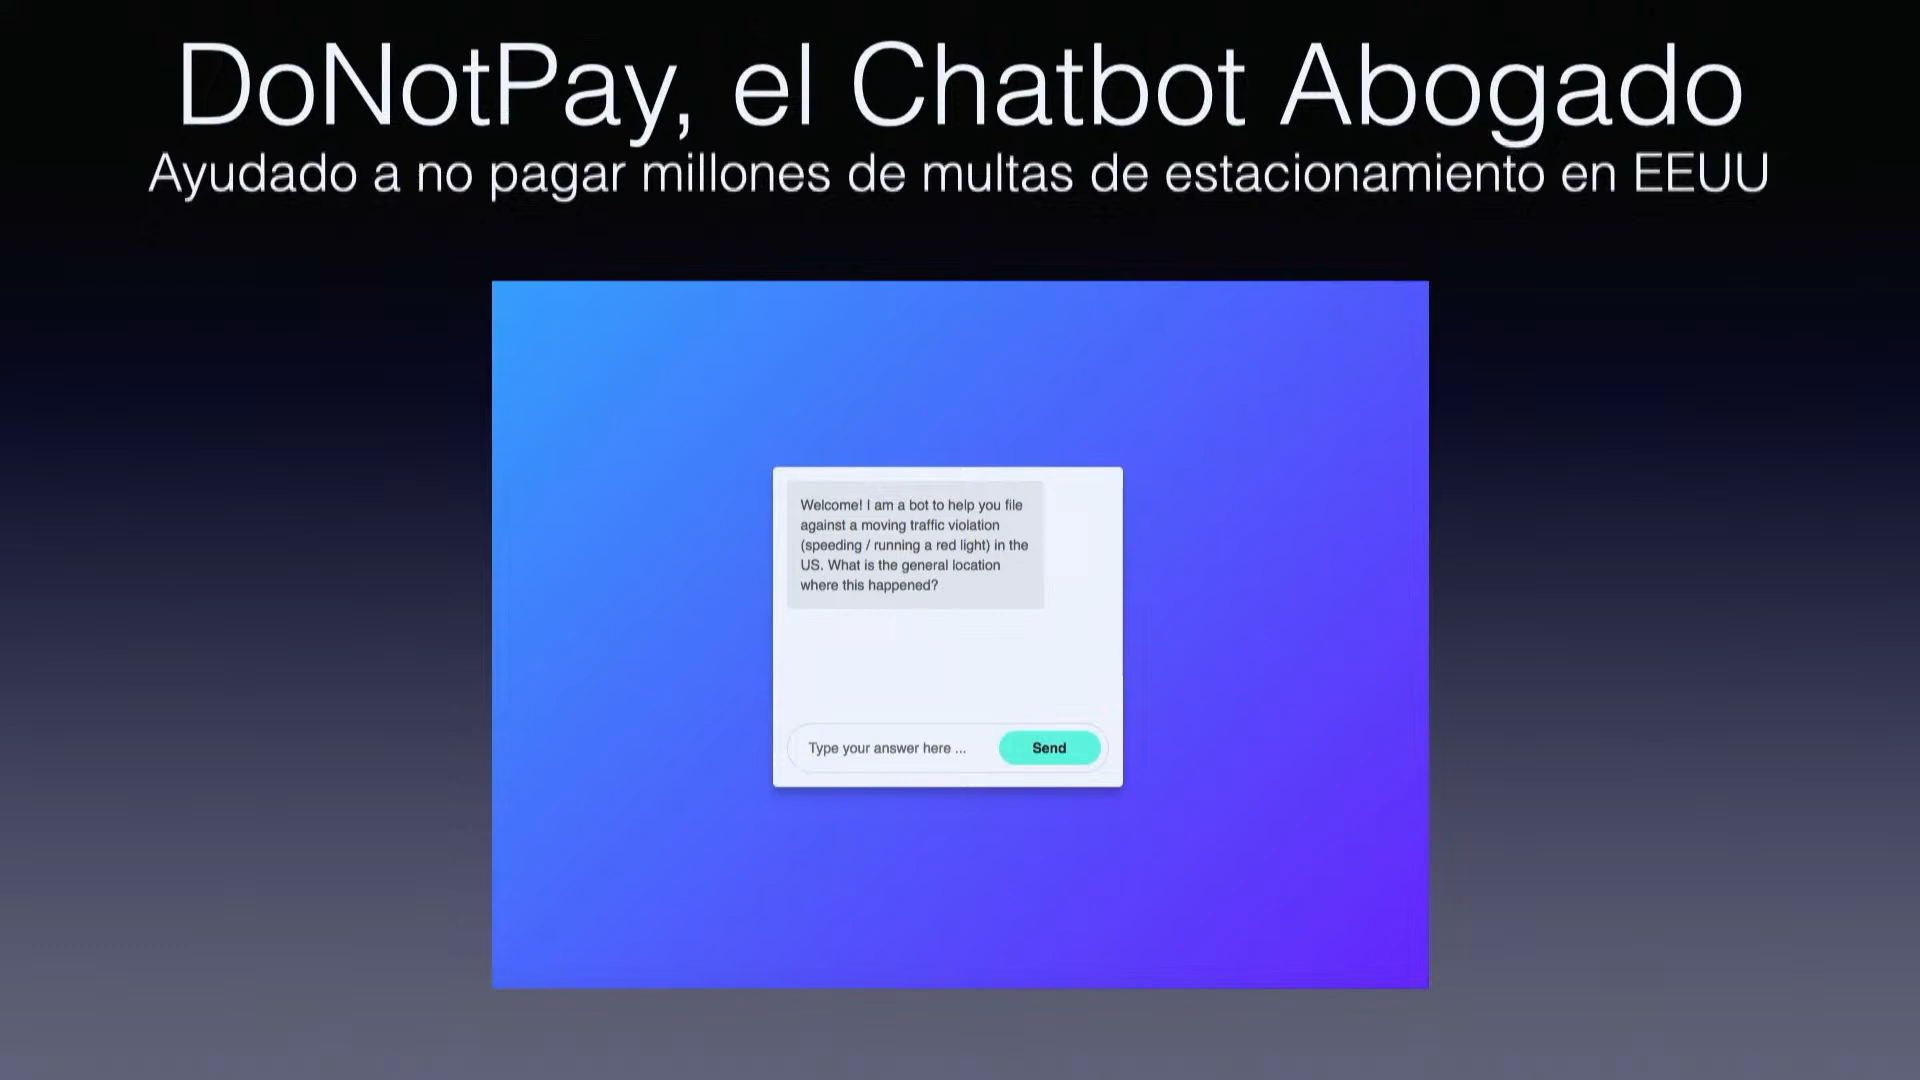 DoNotPay, el Chatbot Abogado
Ayudado a no pagar millones de multas de estacionamiento en EEUU
Welcome! I am a bot to help you file
against a moving traffic violation
(speeding / running a red light) in the
US. What is the general location
where this happened?
Type your answer here ...
Send